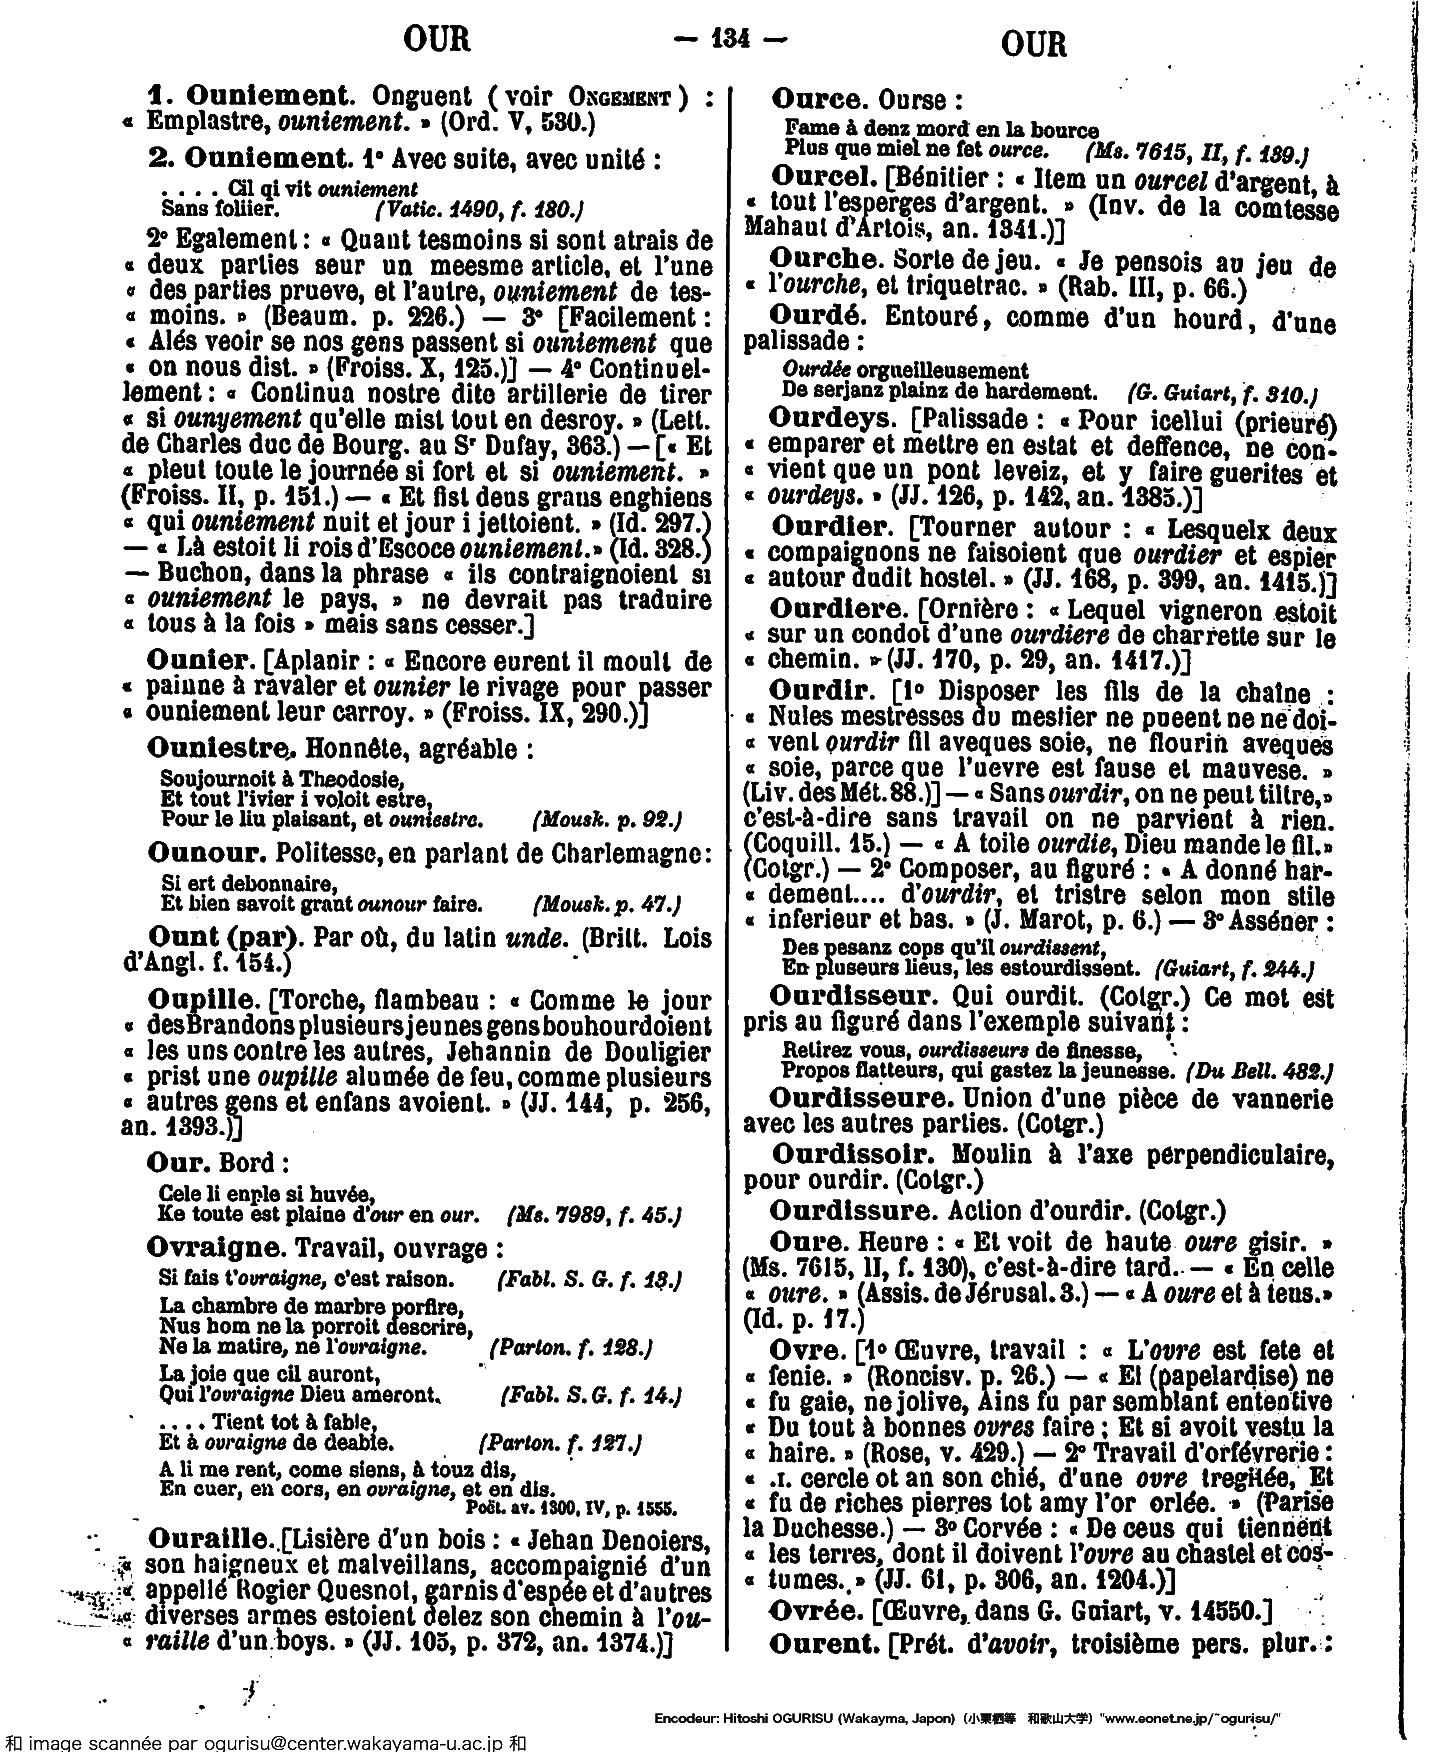 OUR — 134 — OUR
1. Ouniement. Onguent (voir ONGEMENT) :
« Emplastre, ouniement. » (Ord. V, 530.)
2. Ouniement. 1° Avec suite, avec unité :
. . . . Cil qi vit ouniement
Sans foliier. (Vatic. 1490, f. 180.)
2° Egalement : « Quant tesmoins si sont atrais de
« deux parties seur un meesme article, et l'une
« des parties prueve, et l'autre, ouniement de tes-
« moins. » (Beaum. p. 226.) — 3° [Facilement :
« Alés veoir se nos gens passent si ouniement que
« on nous dist. » (Froiss. X, 125.)] — 4° Continuel-
lement : « Continua nostre dite artillerie de tirer
« si ounyement qu'elle mist tout en desroy. » (Lett.
de Charles duc de Bourg. au Sr Dufay, 363.) — [« Et
« pleut toute le journée si fort et si ouniement. »
(Froiss. II, p. 151.) — « Et fist deus grans enghiens
« qui ouniement nuit et jour i jettoient. » (Id. 297.)
— « Là estoit li rois d'Escoce ouniement. » (Id. 328.)
— Buchon, dans la phrase « ils contraignoient si
« ouniement le pays, » ne devrait pas traduire
« tous à la fois » mais sans cesser.]
Ounier. [Aplanir : « Encore eurent il moult de
« painne à ravaler et ounier le rivage pour passer
« ouniement leur carroy. » (Froiss. IX, 290.)]
Ouniestre. Honnête, agréable :
Soujournoit à Theodosie,
Et tout l'ivier i voloit estre,
Pour le liu plaisant, et ouniestre. (Mousk. p. 92.)
Ounour. Politesse, en parlant de Charlemagne :
Si ert debonnaire,
Et bien savoit grant ounour faire. (Mousk. p. 47.)
Ount (par). Par où, du latin unde. (Britt. Lois
d'Angl. f. 154.)
Oupille. [Torche, flambeau : « Comme le jour
« des Brandons plusieurs jeunes gens bouhourdoient
« les uns contre les autres, Jehannin de Douligier
« prist une oupille alumée de feu, comme plusieurs
« autres gens et enfans avoient. » (JJ. 144, p. 256,
an. 1393.)]
Our. Bord :
Cele li enple si huvée,
Ke toute est plaine d'our en our. (Ms. 7989, f. 45.)
Ovraigne. Travail, ouvrage :
Si fais t'ovraigne, c'est raison. (Fabl. S. G. f. 13.)
La chambre de marbre porfire,
Nus hom ne la porroit descrire,
Ne la matire, ne l'ovraigne. (Parton. f. 128.)
La joie que cil auront,
Qui l'ovraigne Dieu ameront. (Fabl. S. G. f. 14.)
. . . . Tient tot à fable,
Et à ovraigne de deable. (Parton. f. 127.)
A li me rent, come siens, à touz dis,
En cuer, en cors, en ovraigne, et en dis.
Poët. av. 1300, IV, p. 1555.
Ouraille. [Lisière d'un bois : « Jehan Denoiers,
« son haigneux et malveillans, accompaignié d'un
« appellé Rogier Quesnot, garnis d'espée et d'autres
« diverses armes estoient delez son chemin à l'ou-
« raille d'un boys. » (JJ. 105, p. 372, an. 1374.)]
Ource. Ourse :
Fame à denz mord en la bource
Plus que miel ne fet ource. (Ms. 7615, II, f. 139.)
Ourcel. [Bénitier : « Item un ourcel d'argent, à
« tout l'esperges d'argent. » (Inv. de la comtesse
Mahaut d'Artois, an. 1341.)]
Ourche. Sorte de jeu. « Je pensois au jeu de
« l'ourche, et triquetrac. » (Rab. III, p. 66.)
Ourdé. Entouré, comme d'un hourd, d'une
palissade :
Ourdée orgueilleusement
De serjanz plainz de hardement. (G. Guiart, f. 310.)
Ourdeys. [Palissade : « Pour icellui (prieuré)
« emparer et mettre en estat et deffence, ne con-
« vient que un pont leveiz, et y faire guerites et
« ourdeys. » (JJ. 126, p. 142, an. 1385.)]
Ourdier. [Tourner autour : « Lesquelx deux
« compaignons ne faisoient que ourdier et espier
« autour dudit hostel. » (JJ. 168, p. 399, an. 1415.)]
Ourdiere. [Ornière : « Lequel vigneron estoit
« sur un condot d'une ourdiere de charrette sur le
« chemin. » (JJ. 170, p. 29, an. 1417.)]
Ourdir. [1° Disposer les fils de la chaîne :
« Nules mestresses du mestier ne pueent ne ne doi-
« vent ourdir fil aveques soie, ne flourin aveques
« soie, parce que l'uevre est fause et mauvese. »
(Liv. des Mét. 88.)] — « Sans ourdir, on ne peut tiltre, »
c'est-à-dire sans travail on ne parvient à rien.
(Coquill. 15.) — « A toile ourdie, Dieu mande le fil. »
(Cotgr.) — 2° Composer, au figuré : « A donné har-
« dement.... d'ourdir, et tristre selon mon stile
« inferieur et bas. » (J. Marot, p. 6.) — 3° Asséner :
Des pesanz cops qu'il ourdissent,
En pluseurs lieus, les estourdissent. (Guiart, f. 244.)
Ourdisseur. Qui ourdit. (Cotgr.) Ce mot est
pris au figuré dans l'exemple suivant :
Retirez vous, ourdisseurs de finesse,
Propos flatteurs, qui gastez la jeunesse. (Du Bell. 482.)
Ourdisseure. Union d'une pièce de vannerie
avec les autres parties. (Cotgr.)
Ourdissoir. Moulin à l'axe perpendiculaire,
pour ourdir. (Cotgr.)
Ourdissure. Action d'ourdir. (Cotgr.)
Oure. Heure : « Et voit de haute oure gisir. »
(Ms. 7615, II, f. 130), c'est-à-dire tard. — « En celle
« oure. » (Assis. de Jérusal. 3.) — « A oure et à tens. »
(Id. p. 17.)
Ovre. [1° Œuvre, travail : « L'ovre est fete et
« fenie. » (Roncisv. p. 26.) — « El (papelardise) ne
« fu gaie, ne jolive, Ains fu par semblant ententive
« Du tout à bonnes ovres faire ; Et si avoit vestu la
« haire. » (Rose, v. 429.) — 2° Travail d'orfévrerie :
« .I. cercle ot an son chié, d'une ovre tregitée, Et
« fu de riches pierres tot amy l'or orlée. » (Parise
la Duchesse.) — 3° Corvée : « De ceus qui tiennent
« les terres, dont il doivent l'ovre au chastel et cos-
« tumes. » (JJ. 61, p. 306, an. 1204.)]
Ovrée. [Œuvre, dans G. Guiart, v. 14550.]
Ourent. [Prét. d'avoir, troisième pers. plur. :
Encodeur: Hitoshi OGURISU (Wakayma, Japon) (小栗栖等 和歌山大学) "www.eonet.ne.jp/~ogurisu/"
和 image scannée par ogurisu@center.wakayama-u.ac.jp 和